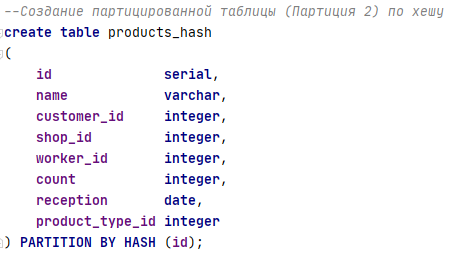 --Создание партицированной таблицы (Партиция 2) по хешу
create table products_hash
(
    id              serial,
    name            varchar,
    customer_id     integer,
    shop_id         integer,
    worker_id       integer,
    count           integer,
    reception       date,
    product_type_id integer
) PARTITION BY HASH (id);